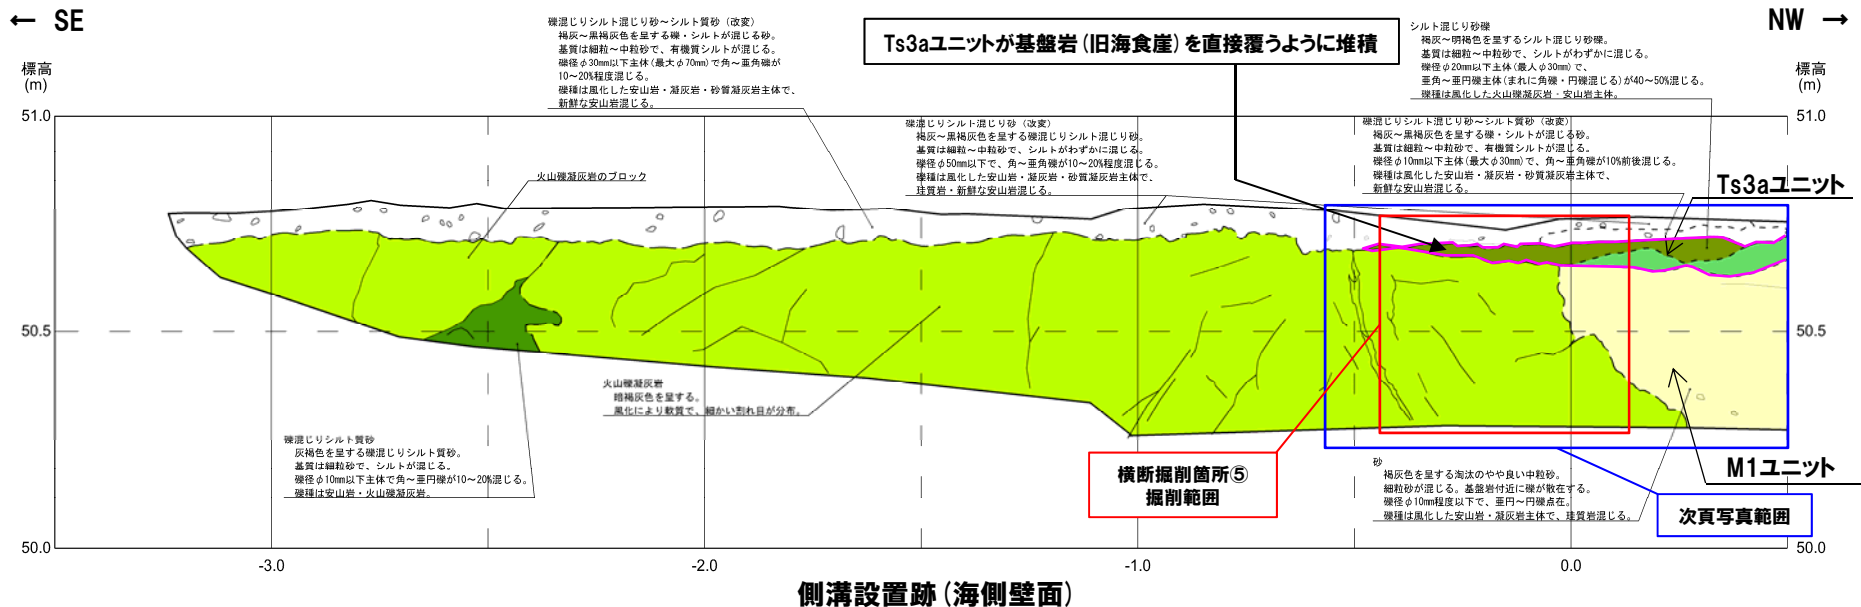 ← SE
NW →
標高
(m)
標高
(m)
礫混じりシルト混じり砂～シルト質砂（改変）
褐灰～黒褐灰色を呈する礫・シルトが混じる砂。
基質は細粒～中粒砂で、有機質シルトが混じる。
礫径φ30mm以下主体(最大φ70mm)で角～亜角礫が
10～20%程度混じる。
礫種は風化した安山岩・凝灰岩・砂質凝灰岩主体で、
新鮮な安山岩混じる。
Ts3aユニットが基盤岩(旧海食崖)を直接覆うように堆積
シルト混じり砂礫
褐灰～明褐色を呈するシルト混じり砂礫。
基質は細粒～中粒砂で、シルトがわずかに混じる。
礫径φ20mm以下主体(最大φ30mm)で、
亜角～亜円礫主体(まれに角礫・円礫混じる)が40～50%混じる。
礫種は風化した火山礫凝灰岩・安山岩主体。
51.0
51.0
礫混じりシルト混じり砂（改変）
褐灰～黒褐灰色を呈する礫混じりシルト混じり砂。
基質は細粒～中粒砂で、シルトがわずかに混じる。
礫径φ50mm以下で、角～亜角礫が10～20%程度混じる。
礫種は風化した安山岩・凝灰岩・砂質凝灰岩主体で、
珪質岩・新鮮な安山岩混じる。
礫混じりシルト混じり砂～シルト質砂（改変）
褐灰～黒褐灰色を呈する礫・シルトが混じる砂。
基質は細粒～中粒砂で、有機質シルトが混じる。
礫径φ10mm以下主体(最大φ30mm)で、角～亜角礫が10%前後混じる。
礫種は風化した安山岩・凝灰岩・砂質凝灰岩主体で、
新鮮な安山岩混じる。
火山礫凝灰岩のブロック
Ts3aユニット
50.5
50.5
火山礫凝灰岩
暗褐灰色を呈する。
風化により軟質で、細かい割れ目が分布。
礫混じりシルト質砂
灰褐色を呈する礫混じりシルト質砂。
基質は細粒砂で、シルトが混じる。
礫径φ10mm以下主体で角～亜円礫が10～20%混じる。
礫種は安山岩・火山礫凝灰岩。
横断掘削箇所⑤
掘削範囲
砂
褐灰色を呈する淘汰のやや良い中粒砂。
細粒砂が混じる。基盤岩付近に礫が散在する。
礫径φ10mm程度以下で、亜円～円礫点在。
礫種は風化した安山岩・凝灰岩主体で、珪質岩混じる。
M1ユニット
次頁写真範囲
50.0
50.0
-3.0
-2.0
-1.0
0.0
側溝設置跡(海側壁面)